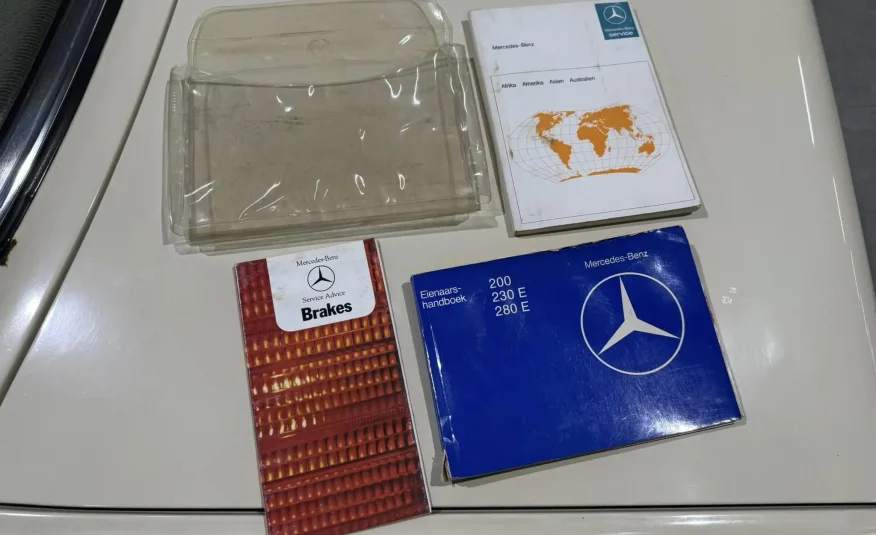 Mercedes-Benz
service
Mercedes-Benz
Afrika Amerika Asien Australien
Mercedes-Benz
Service Advice
Brakes
Mercedes-Benz
Eienaars-
handboek
200
230 E
280 E